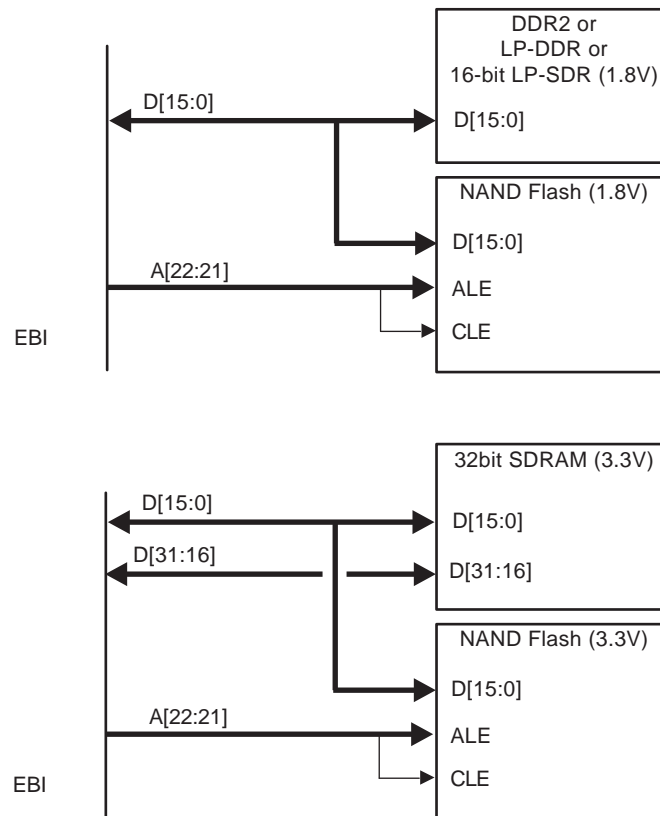 DDR2 or
LP-DDR or
16-bit LP-SDR (1.8V)
D[15:0]
D[15:0]
NAND Flash (1.8V)
D[15:0]
A[22:21]
ALE
CLE
EBI
32bit SDRAM (3.3V)
D[15:0]
D[15:0]
D[31:16]
D[31:16]
NAND Flash (3.3V)
D[15:0]
A[22:21]
ALE
CLE
EBI